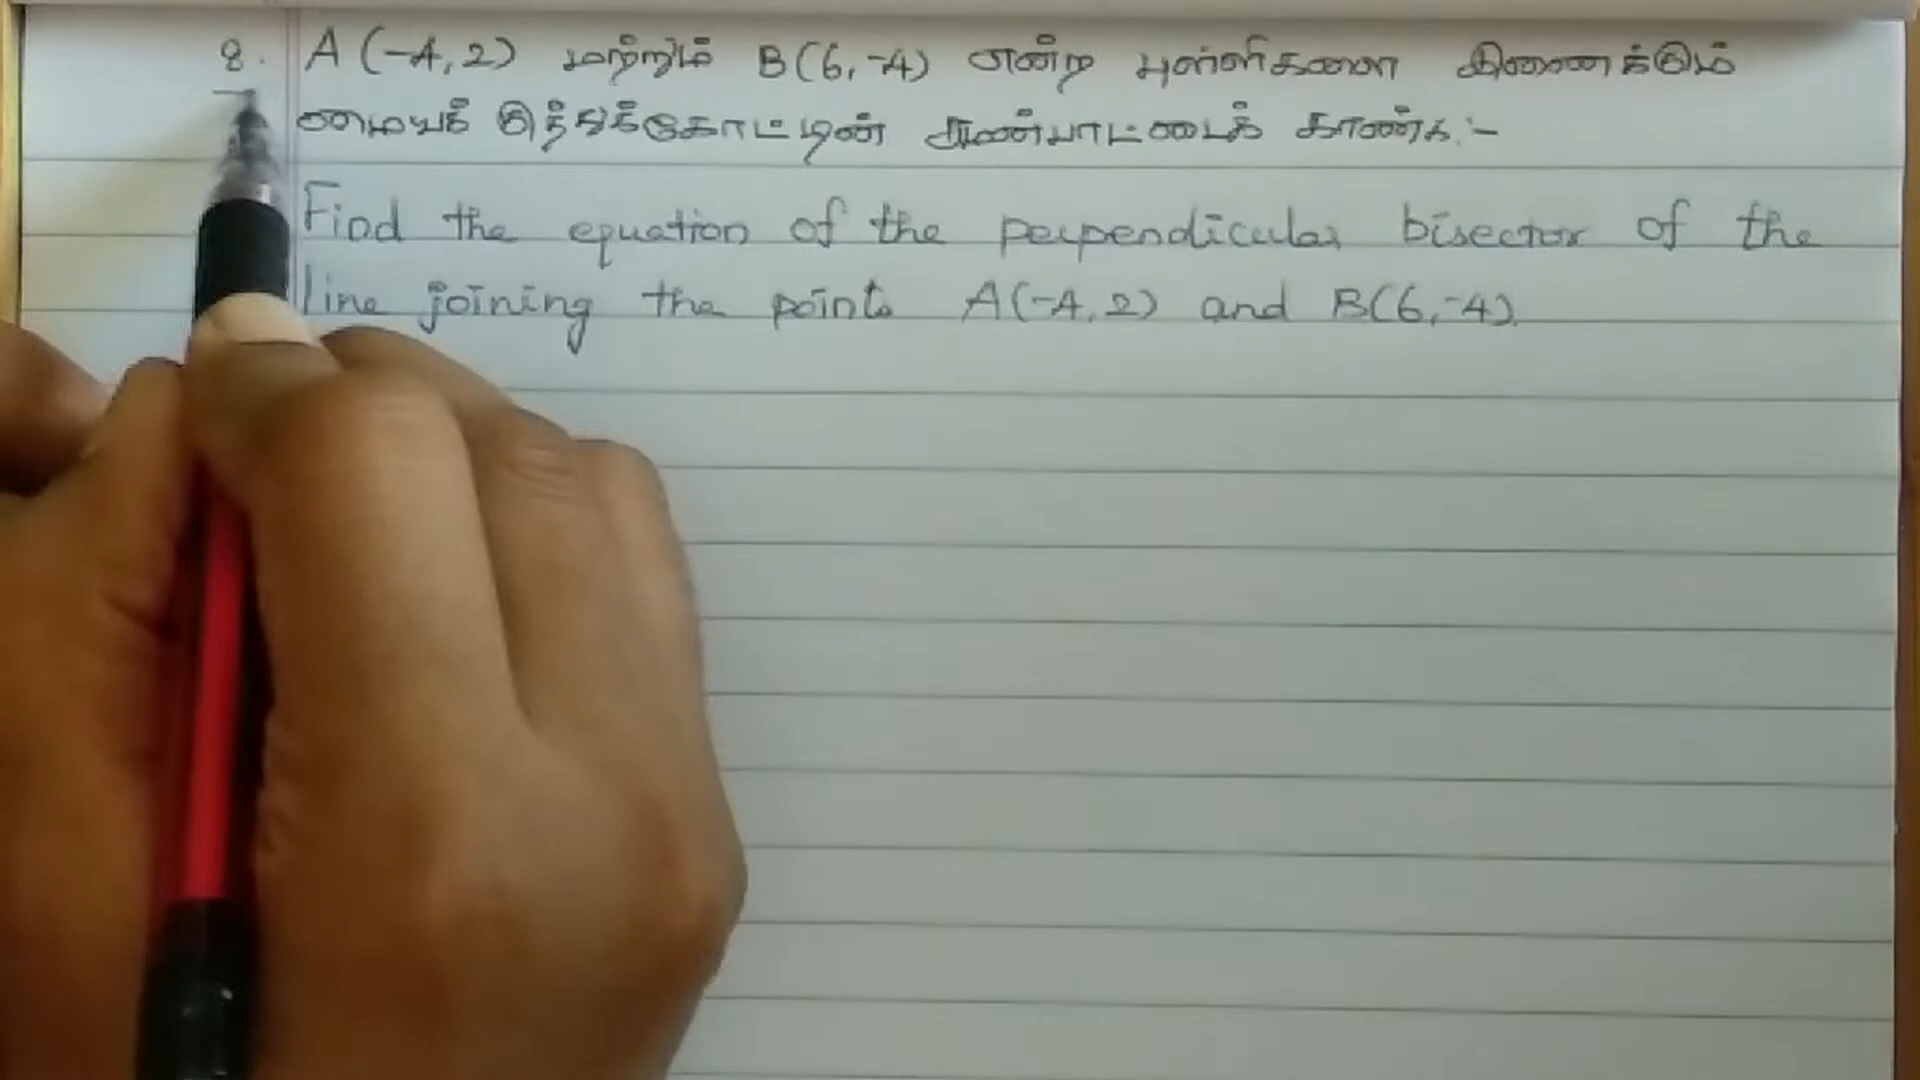 8. A (-4, 2) மற்றும் B(6, -4) என்ற புள்ளிகளை இணைக்கும்
மையக் குத்துக்கோட்டின் சமன்பாட்டைக் காண்க:-
Find the equation of the perpendicular bisector of the
line joining the points A(-4, 2) and B(6, -4).